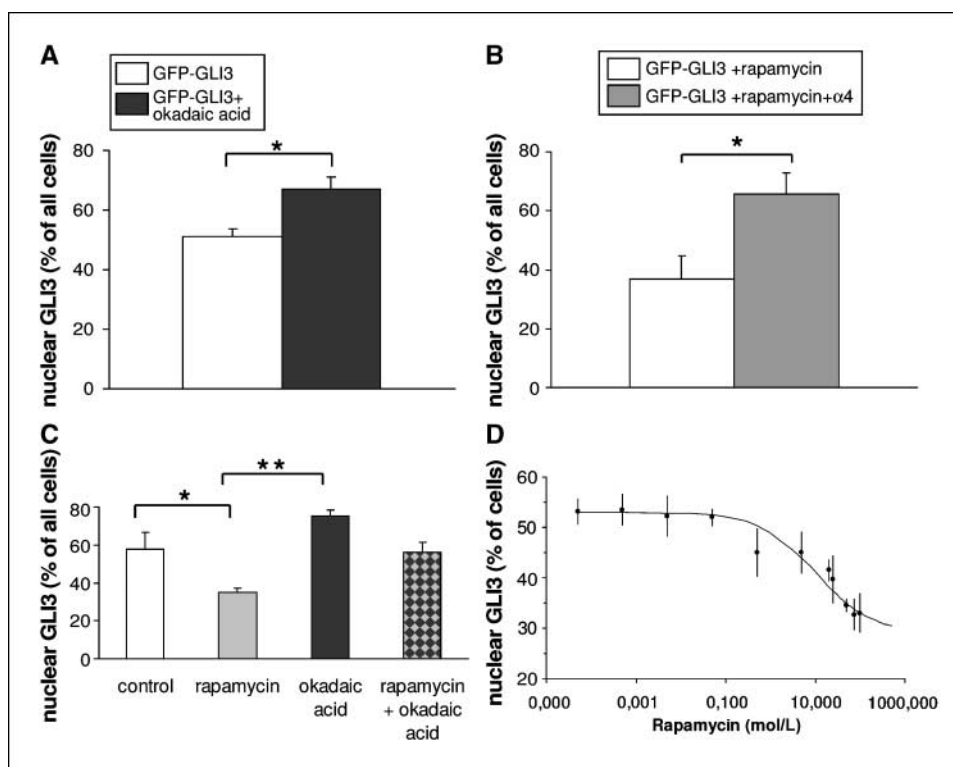 A
GFP-GLI3
GFP-GLI3+
okadaic acid
nuclear GLI3 (% of all cells)
80
60
40
20
0
*
B
GFP-GLI3 +rapamycin
GFP-GLI3 +rapamycin+α4
nuclear GLI3 (% of all cells)
80
60
40
20
0
*
C
nuclear GLI3 (% of all cells)
80
60
40
20
0
*
**
control
rapamycin
okadaic
acid
rapamycin
+ okadaic
acid
D
nuclear GLI3 (% of cells)
60
50
40
30
20
0,000
0,001
0,100
10,000
1000,000
Rapamycin (mol/L)